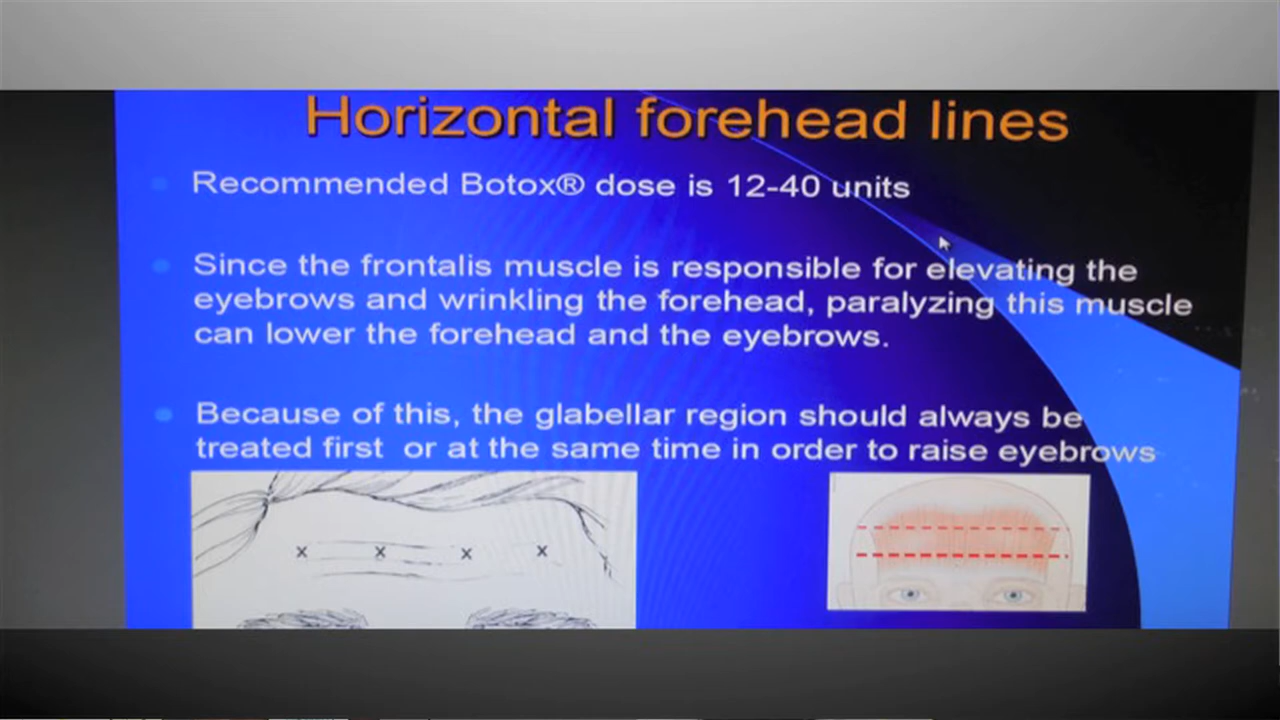 Horizontal forehead lines
Recommended Botox® dose is 12-40 units
Since the frontalis muscle is responsible for elevating the
eyebrows and wrinkling the forehead, paralyzing this muscle
can lower the forehead and the eyebrows.
Because of this, the glabellar region should always be
treated first or at the same time in order to raise eyebrows
x x x x